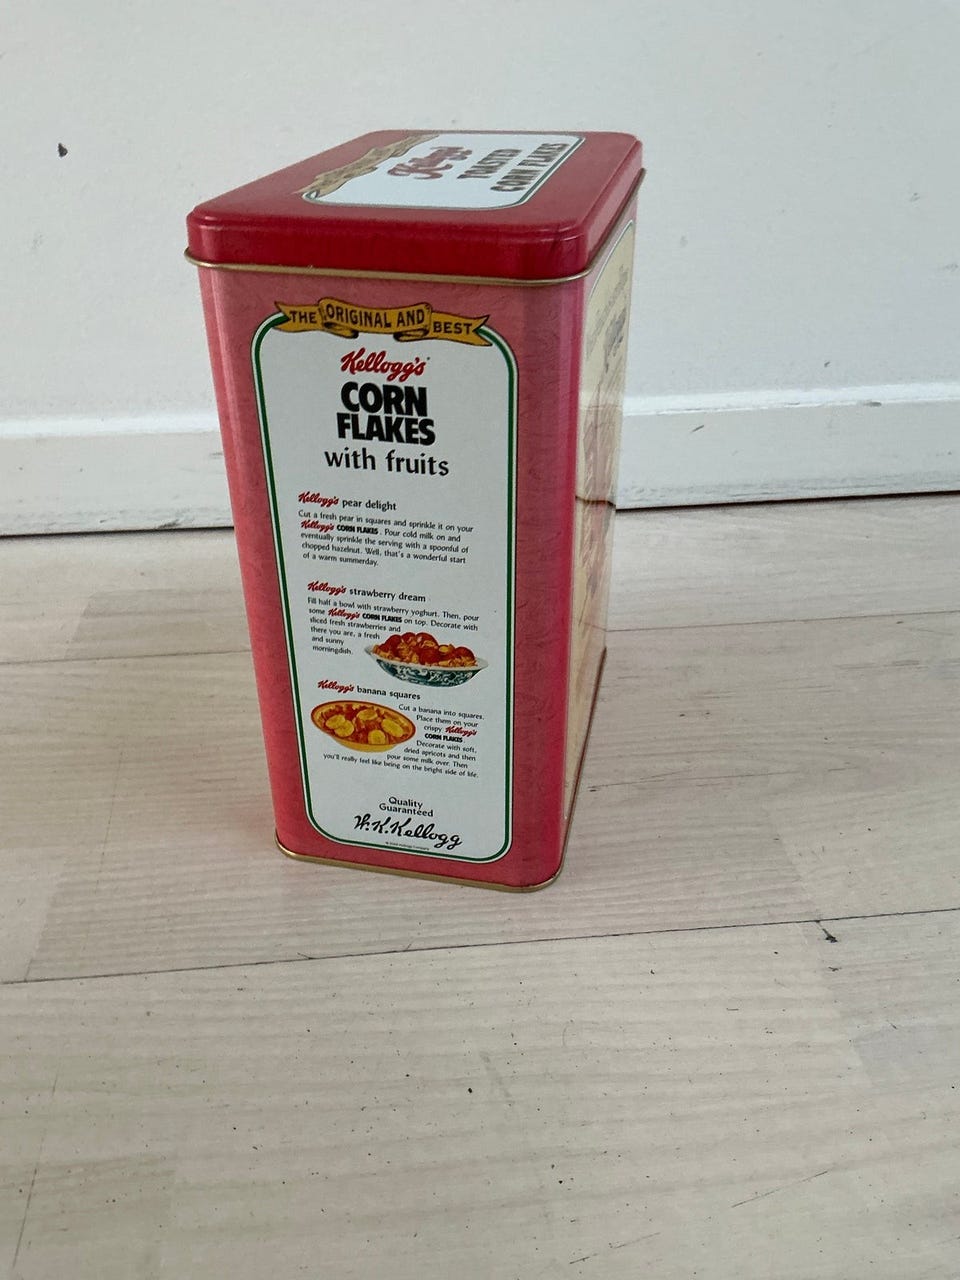 Kellogg's
TOASTED
CORN FLAKES
THE ORIGINAL AND BEST
Kellogg's
CORN
FLAKES
with fruits
Kellogg's pear delight
Cut a fresh pear in squares and sprinkle it on your
Kellogg's CORN FLAKES. Pour cold milk on and
eventually sprinkle the serving with a spoonful of
chopped hazelnut. Well, that's a wonderful start
of a warm summerday.
Kellogg's strawberry dream
Fill half a bowl with strawberry yoghurt. Then, pour
some Kellogg's CORN FLAKES on top. Decorate with
sliced fresh strawberries and
there you are, a fresh
and sunny
morningdish.
Kellogg's banana squares
Cut a banana into squares.
Place them on your
crispy Kellogg's
CORN FLAKES.
Decorate with soft,
dried apricots and then
pour some milk over. Then
you'll really feel like being on the bright side of life.
Quality
Guaranteed
W.K.Kellogg